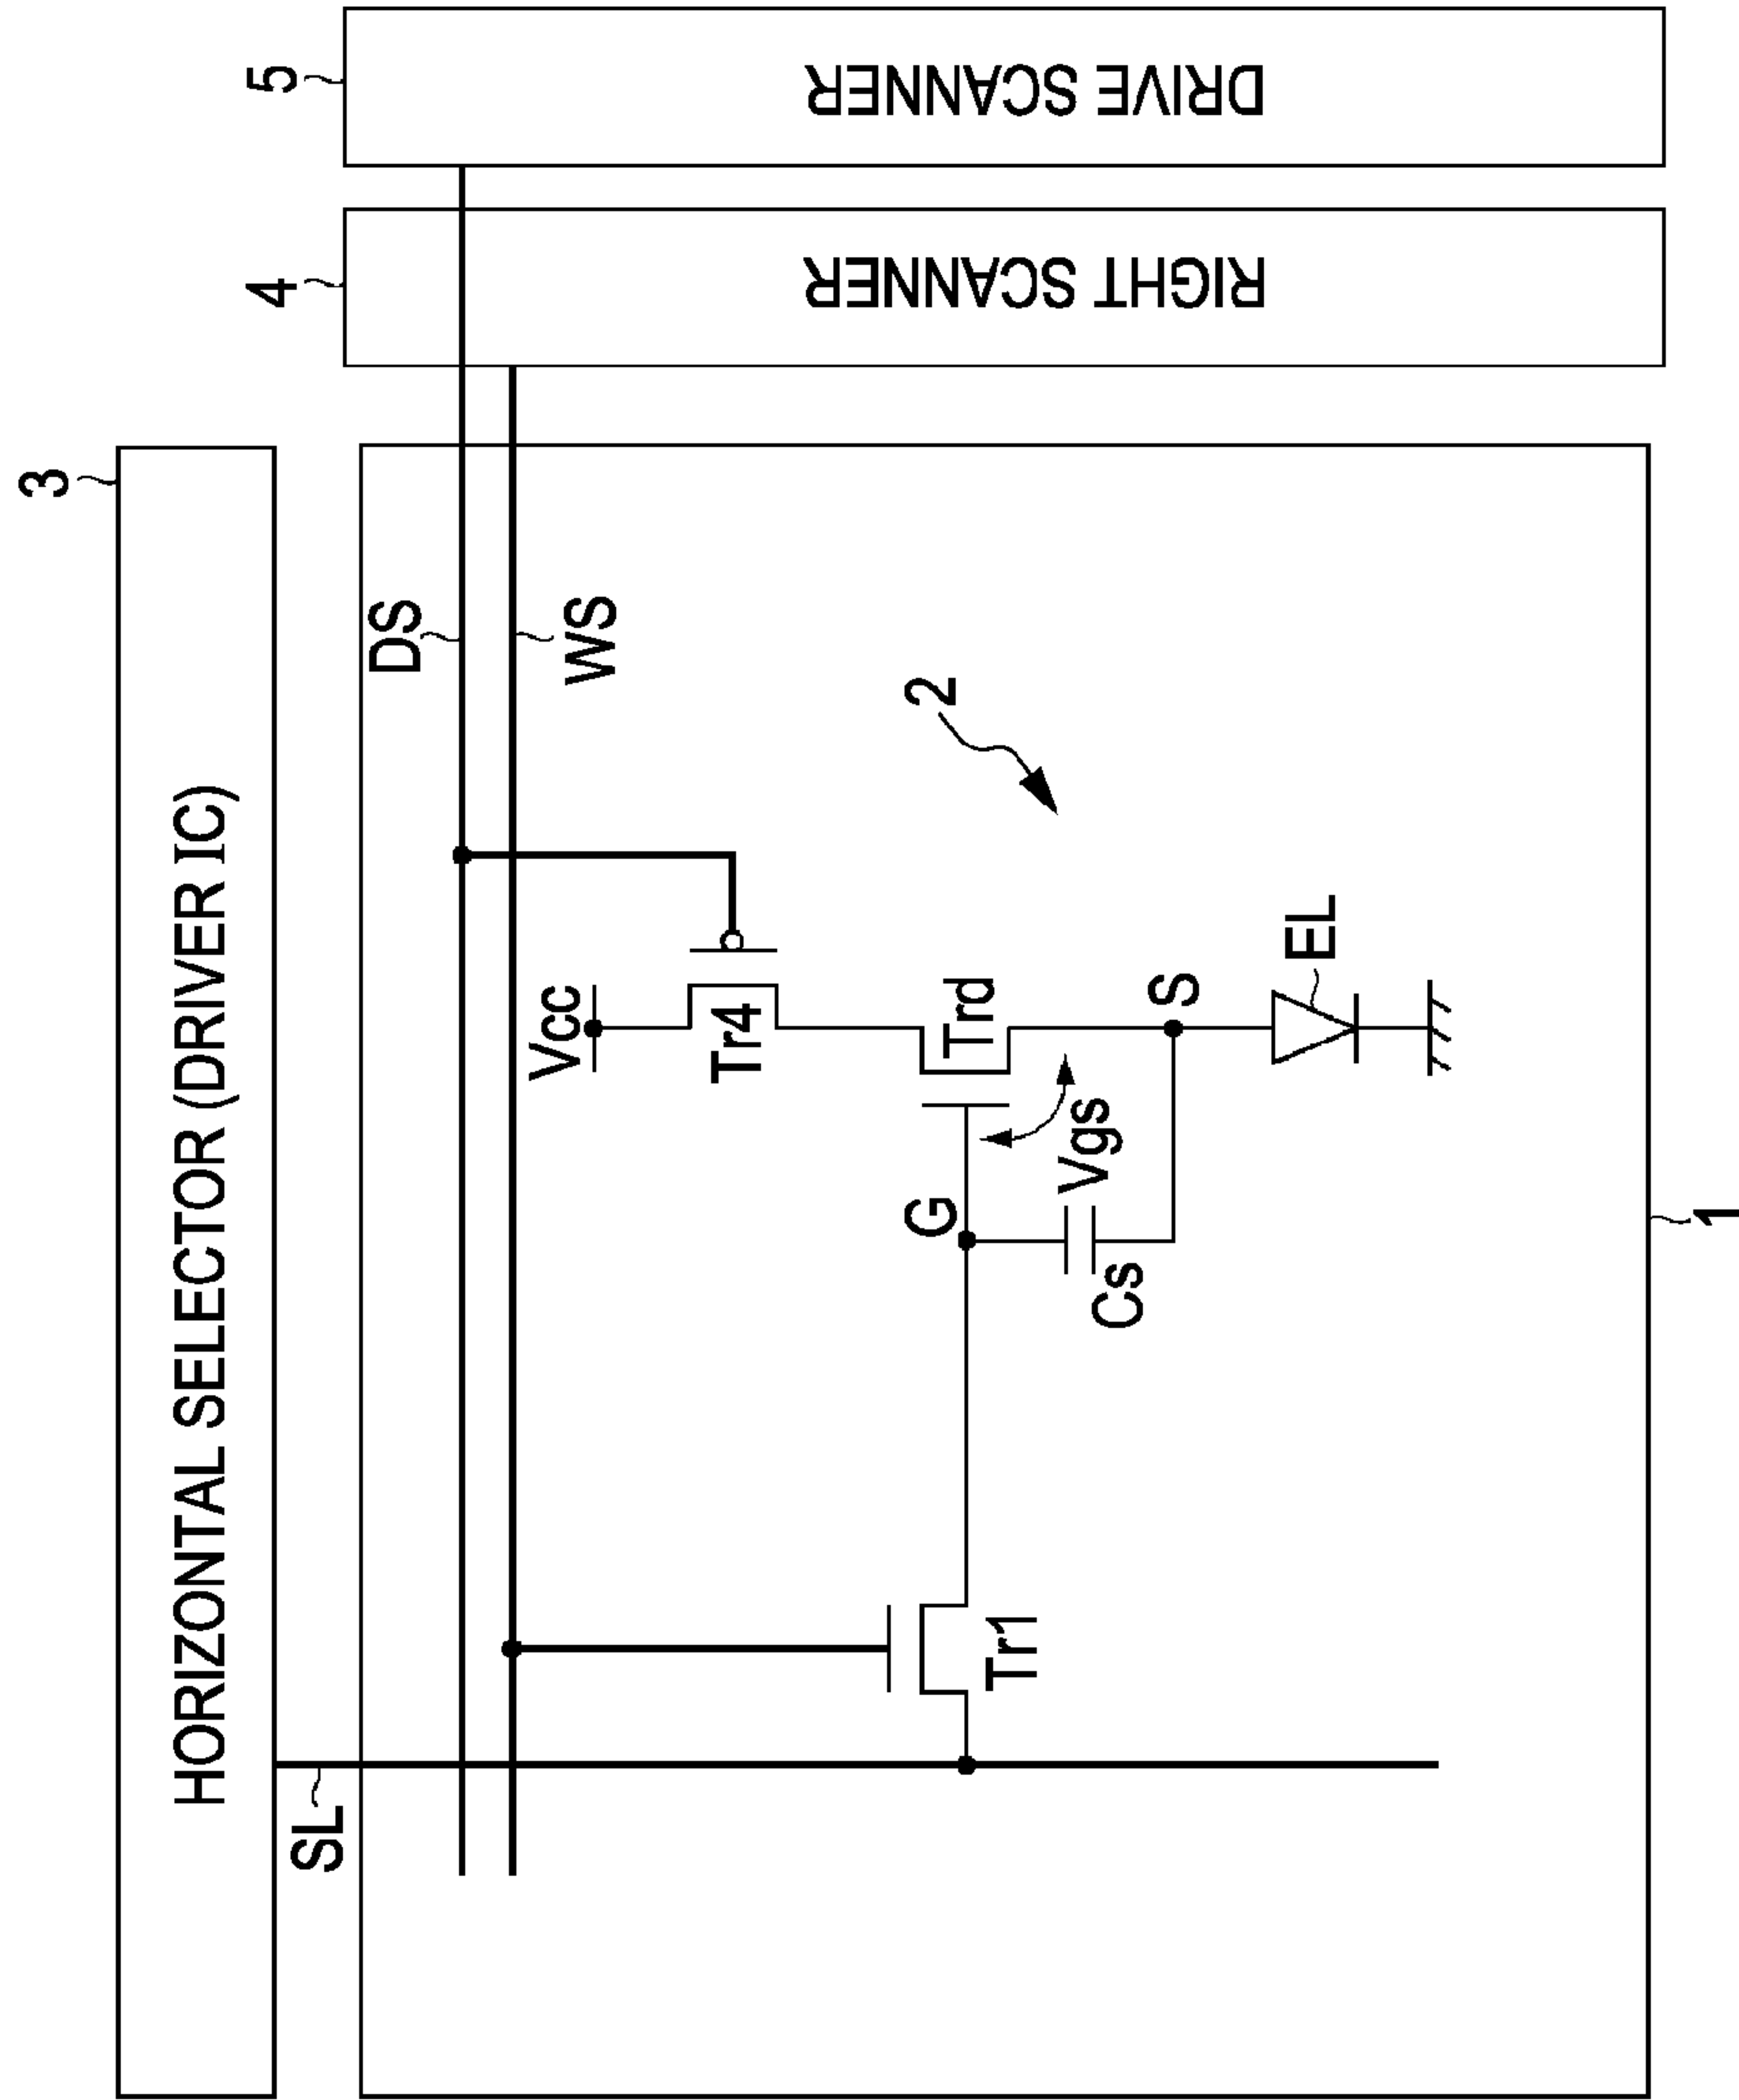 3
HORIZONTAL SELECTOR (DRIVER IC)
SL
DS
WS
4
RIGHT SCANNER
5
DRIVE SCANNER
Vcc
Tr4
2
Trd
G
Vgs
Cs
S
Tr1
EL
1